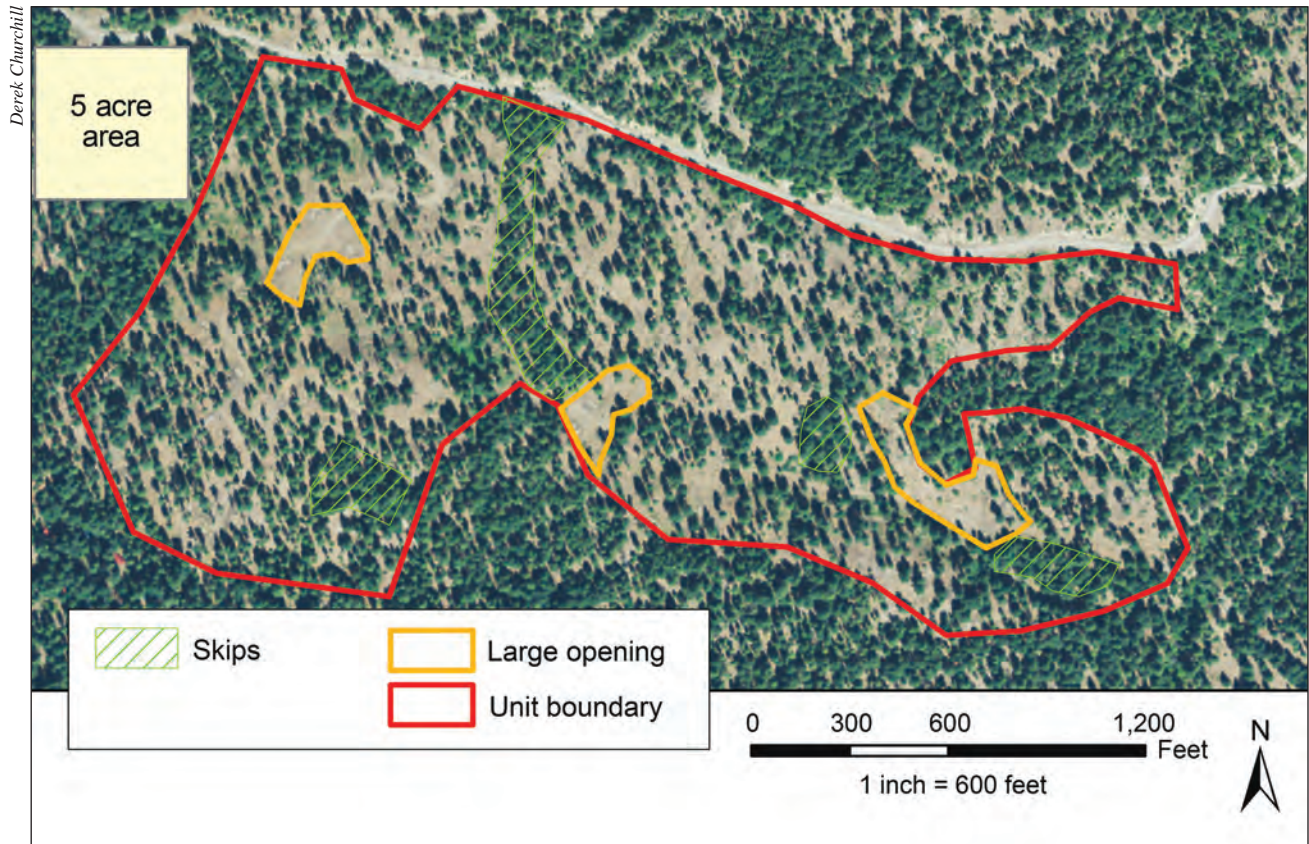 Derek Churchill
5 acre
area
Skips
Large opening
Unit boundary
0 300 600 1,200
Feet
1 inch = 600 feet
N